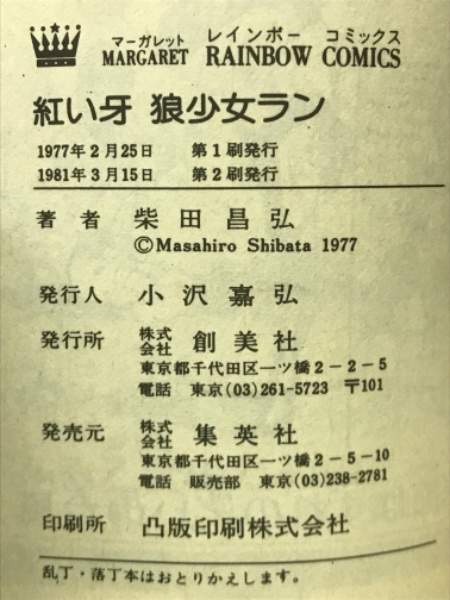 マーガレット レインボー コミックス
MARGARET RAINBOW COMICS
紅い牙 狼少女ラン
1977年2月25日 第1刷発行
1981年3月15日 第2刷発行
著者 柴田昌弘
©Masahiro Shibata 1977
発行人 小沢嘉弘
発行所 株式会社 創美社
東京都千代田区一ツ橋2-2-5
電話 東京(03)261-5723 〒101
発売元 株式会社 集英社
東京都千代田区一ツ橋2-5-10
電話 販売部 東京(03)238-2781
印刷所 凸版印刷株式会社
乱丁・落丁本はおとりかえします。